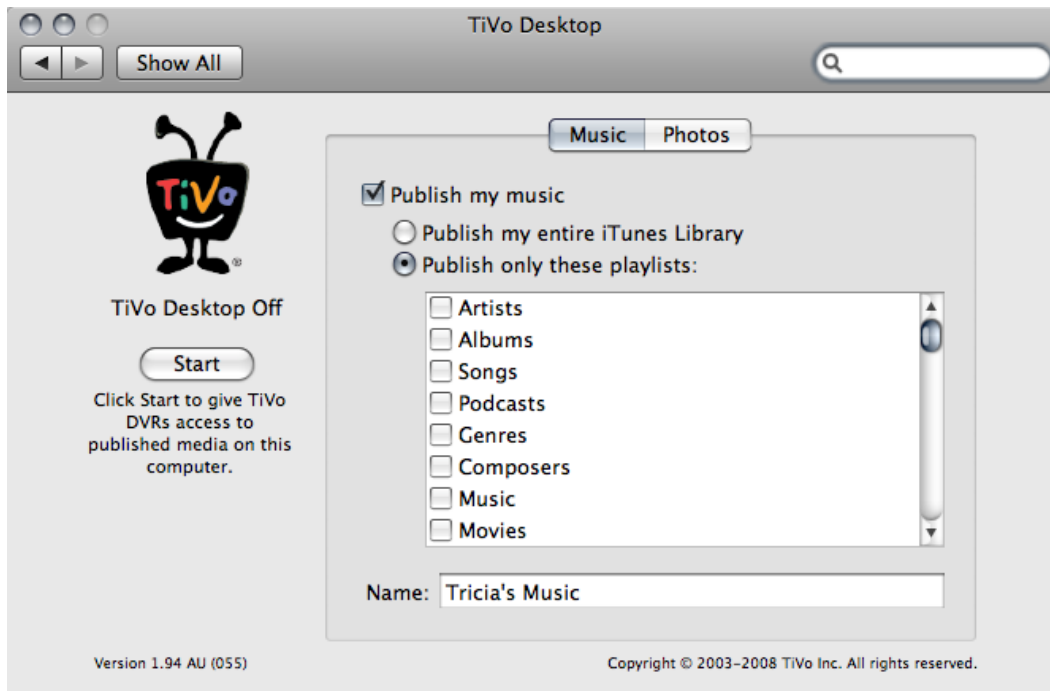 TiVo Desktop
Show All
TiVo
®
TiVo Desktop Off
Start
Click Start to give TiVo
DVRs access to
published media on this
computer.
Music Photos
Publish my music
Publish my entire iTunes Library
Publish only these playlists:
Artists
Albums
Songs
Podcasts
Genres
Composers
Music
Movies
Name: Tricia's Music
Version 1.94 AU (055)
Copyright © 2003–2008 TiVo Inc. All rights reserved.